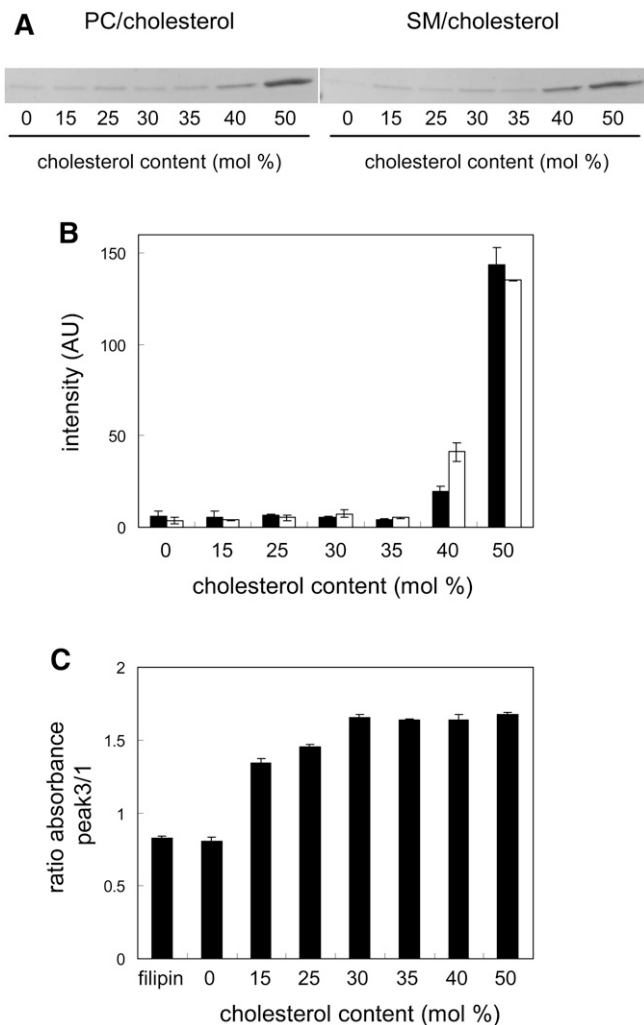 A
PC/cholesterol
SM/cholesterol
0 15 25 30 35 40 50
0 15 25 30 35 40 50
cholesterol content (mol %)
cholesterol content (mol %)
B
150
100
50
0
intensity (AU)
0 15 25 30 35 40 50
cholesterol content (mol %)
C
2
1.5
1
0.5
0
ratio absorbance
peak3/1
filipin 0 15 25 30 35 40 50
cholesterol content (mol %)